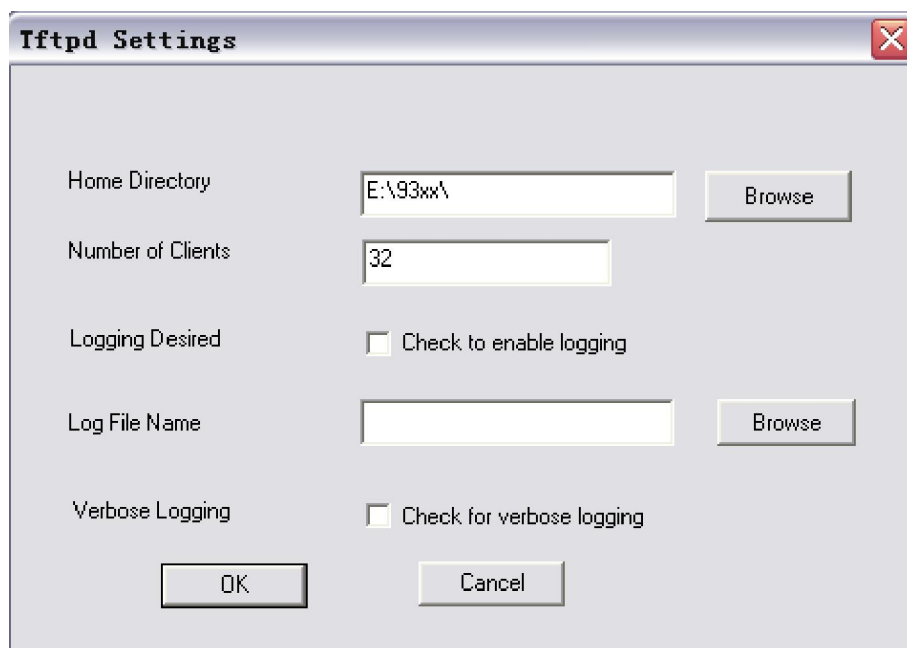 Tftpd Settings
Home Directory
E:\93xx\
Browse
Number of Clients
32
Logging Desired
Check to enable logging
Log File Name
Browse
Verbose Logging
Check for verbose logging
OK
Cancel